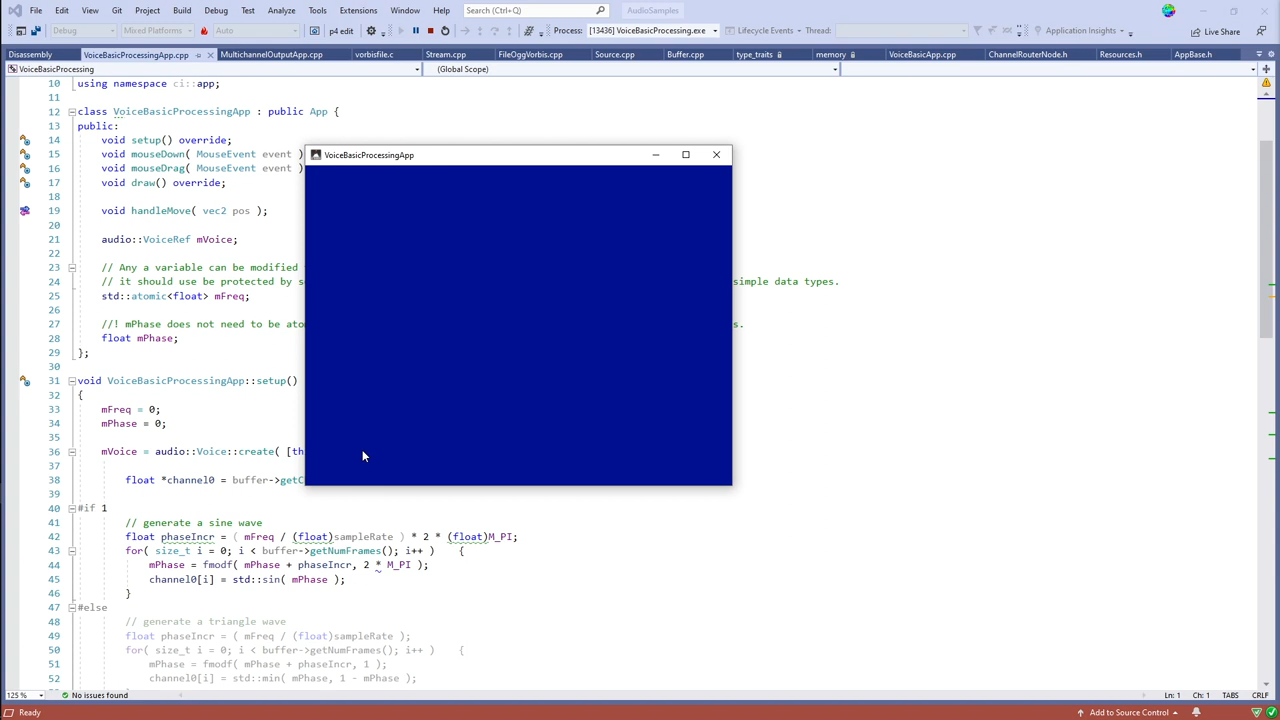 File Edit View Git Project Build Debug Test Analyze Tools Extensions Window Help Search (Ctrl+Q) AudioSamples
Debug Mixed Platforms Auto p4 edit Process: [13436] VoiceBasicProcessing.exe Lifecycle Events Thread: Application Insights Live Share
Disassembly VoiceBasicProcessingApp.cpp MultichannelOutputApp.cpp vorbisfile.c Stream.cpp FileOggVorbis.cpp Source.cpp Buffer.cpp type_traits memory VoiceBasicApp.cpp ChannelRouterNode.h Resources.h AppBase.h
VoiceBasicProcessing (Global Scope)
10 using namespace ci::app;
11
12 class VoiceBasicProcessingApp : public App {
13 public:
14 void setup() override;
VoiceBasicProcessingApp
15 void mouseDown( MouseEvent event )
16 void mouseDrag( MouseEvent event )
17 void draw() override;
18
19 void handleMove( vec2 pos );
20
21 audio::VoiceRef mVoice;
22
23 // Any a variable can be modified
24 // it should use be protected by simple data types.
25 std::atomic<float> mFreq;
26
27 //! mPhase does not need to be s.
28 float mPhase;
29 };
30
31 void VoiceBasicProcessingApp::setup()
32 {
33 mFreq = 0;
34 mPhase = 0;
35
36 mVoice = audio::Voice::create( [th
37
38 float *channel0 = buffer->getC
39
40 #if 1
41 // generate a sine wave
42 float phaseIncr = ( mFreq / (float)sampleRate ) * 2 * (float)M_PI;
43 for( size_t i = 0; i < buffer->getNumFrames(); i++ ) {
44 mPhase = fmodf( mPhase + phaseIncr, 2 * M_PI );
45 channel0[i] = std::sin( mPhase );
46 }
47 #else
48 // generate a triangle wave
49 float phaseIncr = ( mFreq / (float)sampleRate );
50 for( size_t i = 0; i < buffer->getNumFrames(); i++ ) {
51 mPhase = fmodf( mPhase + phaseIncr, 1 );
52 channel0[i] = std::min( mPhase, 1 - mPhase );
125 % No issues found Ln: 1 Ch: 1 TABS CRLF
Ready Add to Source Control